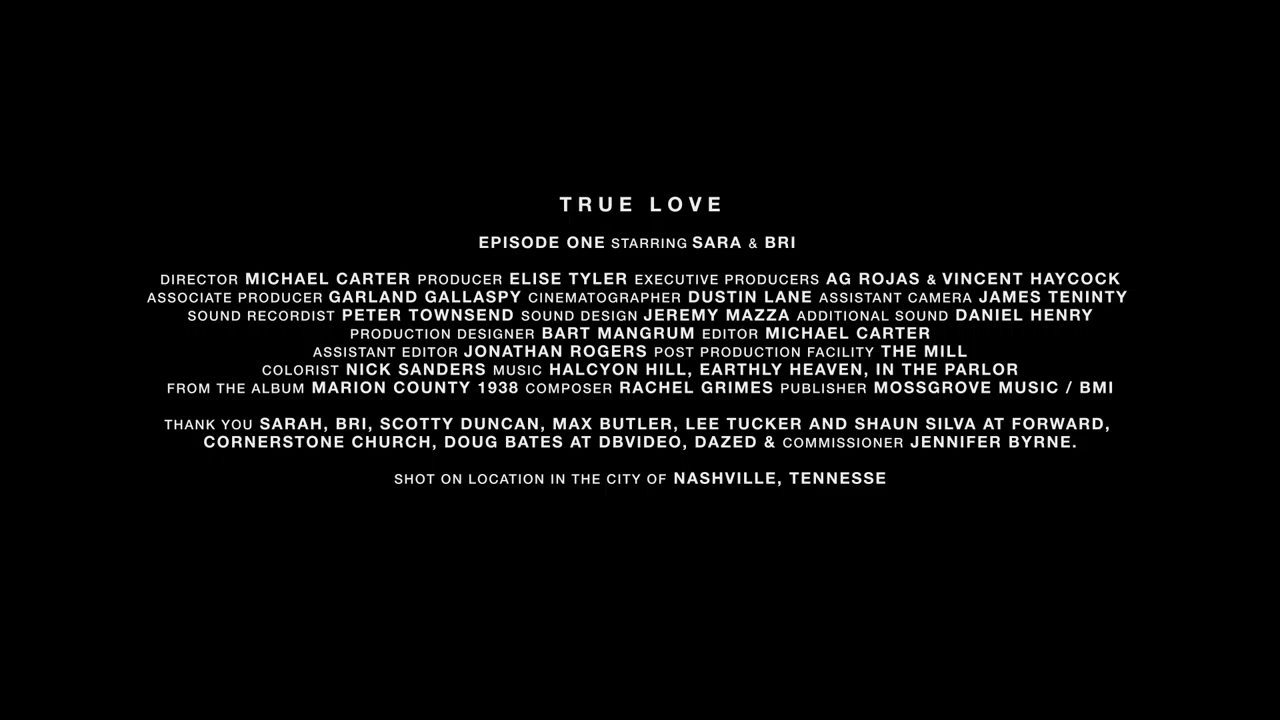 TRUE LOVE
EPISODE ONE STARRING SARA & BRI
DIRECTOR MICHAEL CARTER PRODUCER ELISE TYLER EXECUTIVE PRODUCERS AG ROJAS & VINCENT HAYCOCK
ASSOCIATE PRODUCER GARLAND GALLASPY CINEMATOGRAPHER DUSTIN LANE ASSISTANT CAMERA JAMES TENINTY
SOUND RECORDIST PETER TOWNSEND SOUND DESIGN JEREMY MAZZA ADDITIONAL SOUND DANIEL HENRY
PRODUCTION DESIGNER BART MANGRUM EDITOR MICHAEL CARTER
ASSISTANT EDITOR JONATHAN ROGERS POST PRODUCTION FACILITY THE MILL
COLORIST NICK SANDERS MUSIC HALCYON HILL, EARTHLY HEAVEN, IN THE PARLOR
FROM THE ALBUM MARION COUNTY 1938 COMPOSER RACHEL GRIMES PUBLISHER MOSSGROVE MUSIC / BMI
THANK YOU SARAH, BRI, SCOTTY DUNCAN, MAX BUTLER, LEE TUCKER AND SHAUN SILVA AT FORWARD,
CORNERSTONE CHURCH, DOUG BATES AT DBVIDEO, DAZED & COMMISSIONER JENNIFER BYRNE.
SHOT ON LOCATION IN THE CITY OF NASHVILLE, TENNESSEE